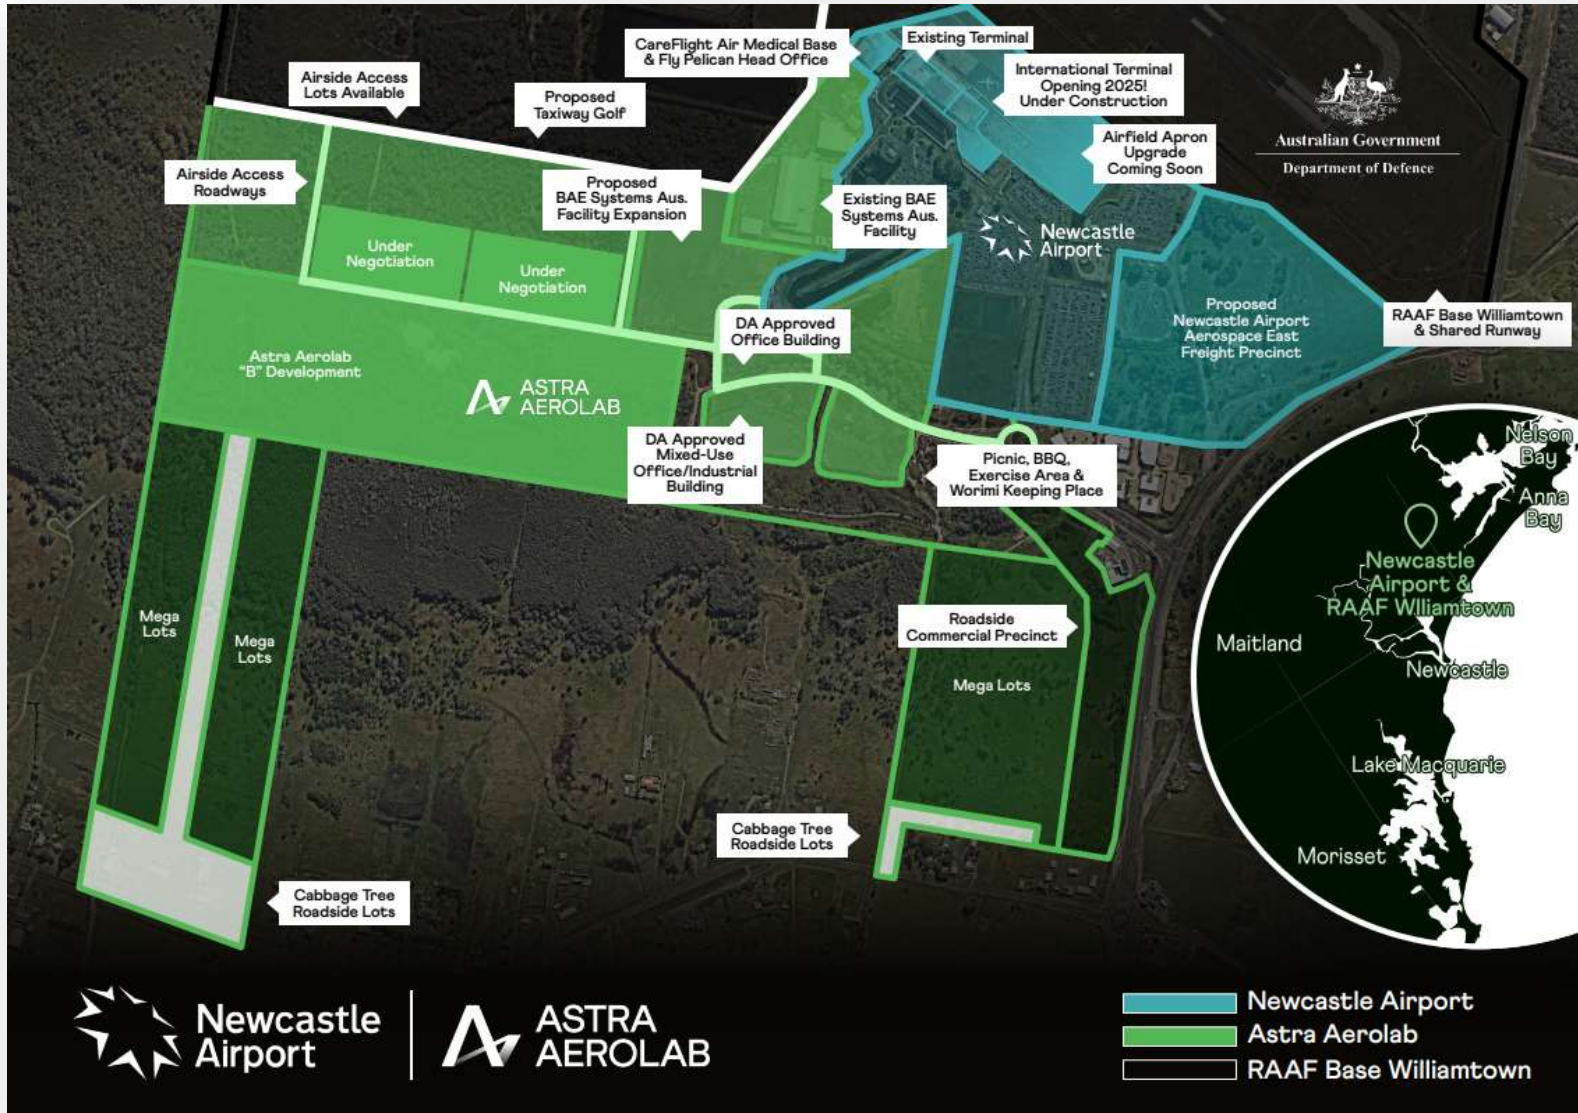 CareFlight Air Medical Base
& Fly Pelican Head Office
Existing Terminal
Airside Access
Lots Available
Proposed
Taxiway Golf
International Terminal
Opening 2025!
Under Construction
Australian Government
Department of Defence
Airfield Apron
Upgrade
Coming Soon
Airside Access
Roadways
Proposed
BAE Systems Aus.
Facility Expansion
Existing BAE
Systems Aus.
Facility
Newcastle
Airport
Under
Negotiation
Under
Negotiation
Proposed
Newcastle Airport
Aerospace East
Freight Precinct
RAAF Base Williamtown
& Shared Runway
DA Approved
Office Building
Astra Aerolab
"B" Development
ASTRA
AEROLAB
DA Approved
Mixed-Use
Office/Industrial
Building
Picnic, BBQ,
Exercise Area &
Worimi Keeping Place
Nelson
Bay
Anna
Bay
Newcastle
Airport &
RAAF Wlliamtown
Maitland
Newcastle
Lake Macquarie
Morisset
Mega
Lots
Mega
Lots
Roadside
Commercial Precinct
Mega Lots
Cabbage Tree
Roadside Lots
Cabbage Tree
Roadside Lots
Newcastle
Airport
ASTRA
AEROLAB
Newcastle Airport
Astra Aerolab
RAAF Base Williamtown